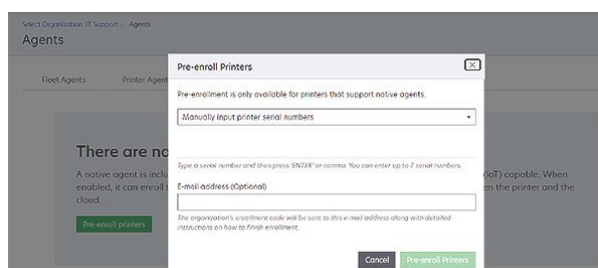 Select Organization: IT Support > Agents
Agents
Fleet Agents Printer Agent
Pre-enroll Printers
Pre-enrollment is only available for printers that support native agents.
Manually input printer serial numbers
Type a serial number and then press 'ENTER' or comma. You can enter up to 7 serial numbers.
E-mail address (Optional)
The organization's enrollment code will be sent to this e-mail address along with detailed
instructions on how to finish enrollment.
Cancel Pre-enroll Printers
There are no
A native agent is inclu (IoT) capable. When
enabled, it can enroll t en the printer and the
cloud.
Pre-enroll printers